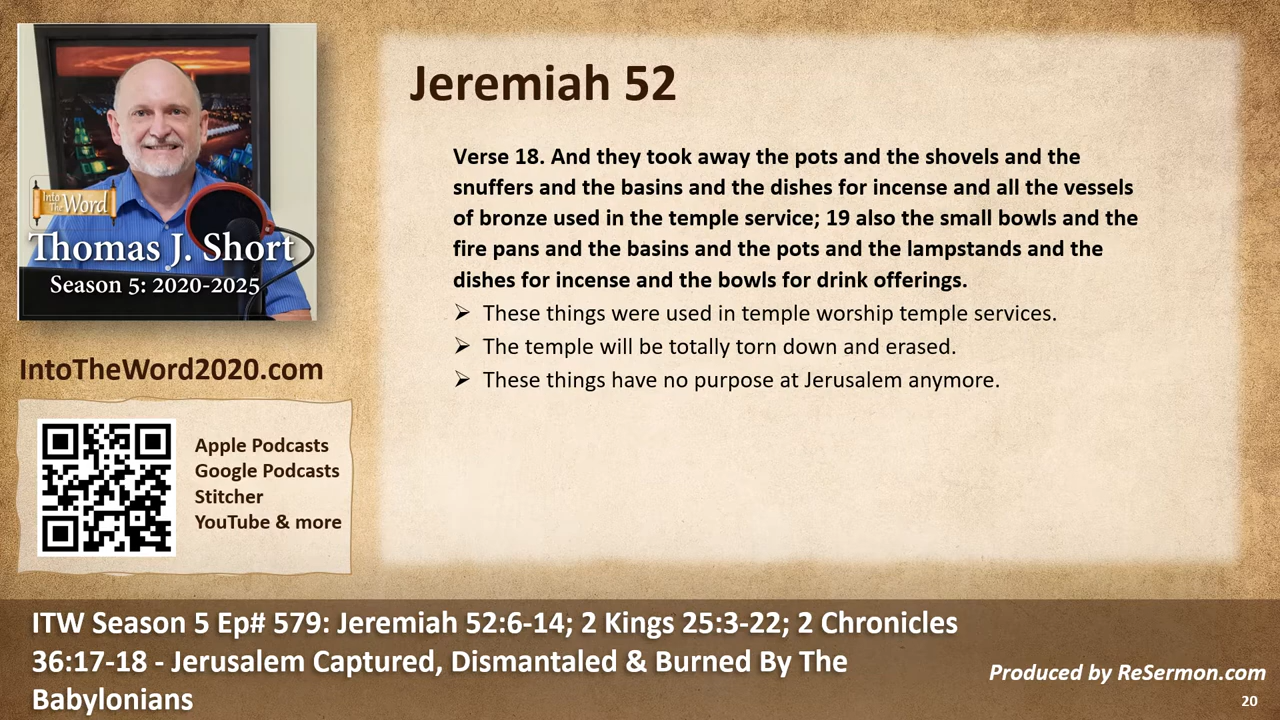 Into
The Word
Thomas J. Short
Season 5: 2020-2025
IntoTheWord2020.com
Apple Podcasts
Google Podcasts
Stitcher
YouTube & more
Jeremiah 52
Verse 18. And they took away the pots and the shovels and the
snuffers and the basins and the dishes for incense and all the vessels
of bronze used in the temple service; 19 also the small bowls and the
fire pans and the basins and the pots and the lampstands and the
dishes for incense and the bowls for drink offerings.
➢ These things were used in temple worship temple services.
➢ The temple will be totally torn down and erased.
➢ These things have no purpose at Jerusalem anymore.
ITW Season 5 Ep# 579: Jeremiah 52:6-14; 2 Kings 25:3-22; 2 Chronicles
36:17-18 - Jerusalem Captured, Dismantaled & Burned By The
Babylonians
Produced by ReSermon.com
20